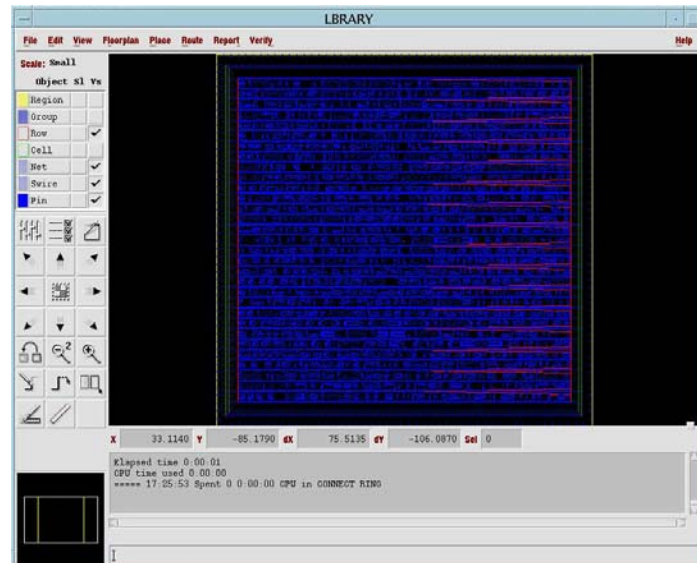 LBRARY
File Edit View Floorplan Place Route Report Verify Help
Scale: Small
Object Sl Vs
Region
Group
Row
Cell
Net
Swire
Pin
2
X 33.1140 Y -85.1790 dX 75.5135 dY -106.0870 Sel 0
Elapsed time 0:00:01
CPU time used 0:00:00
===== 17:25:53 Spent 0 0:00:00 CPU in CONNECT RING